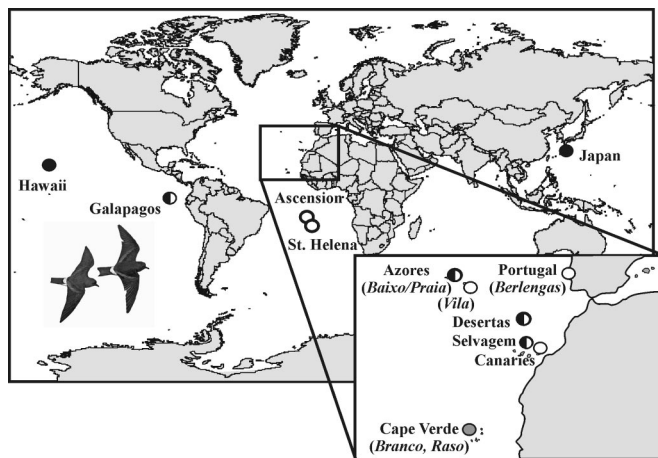 Hawaii
Galapagos
Ascension
St. Helena
Japan
Azores
(Baixo/Praia)
(Vila)
Portugal
(Berlengas)
Desertas
Selvagem
Canaries
Cape Verde
(Branco, Raso)